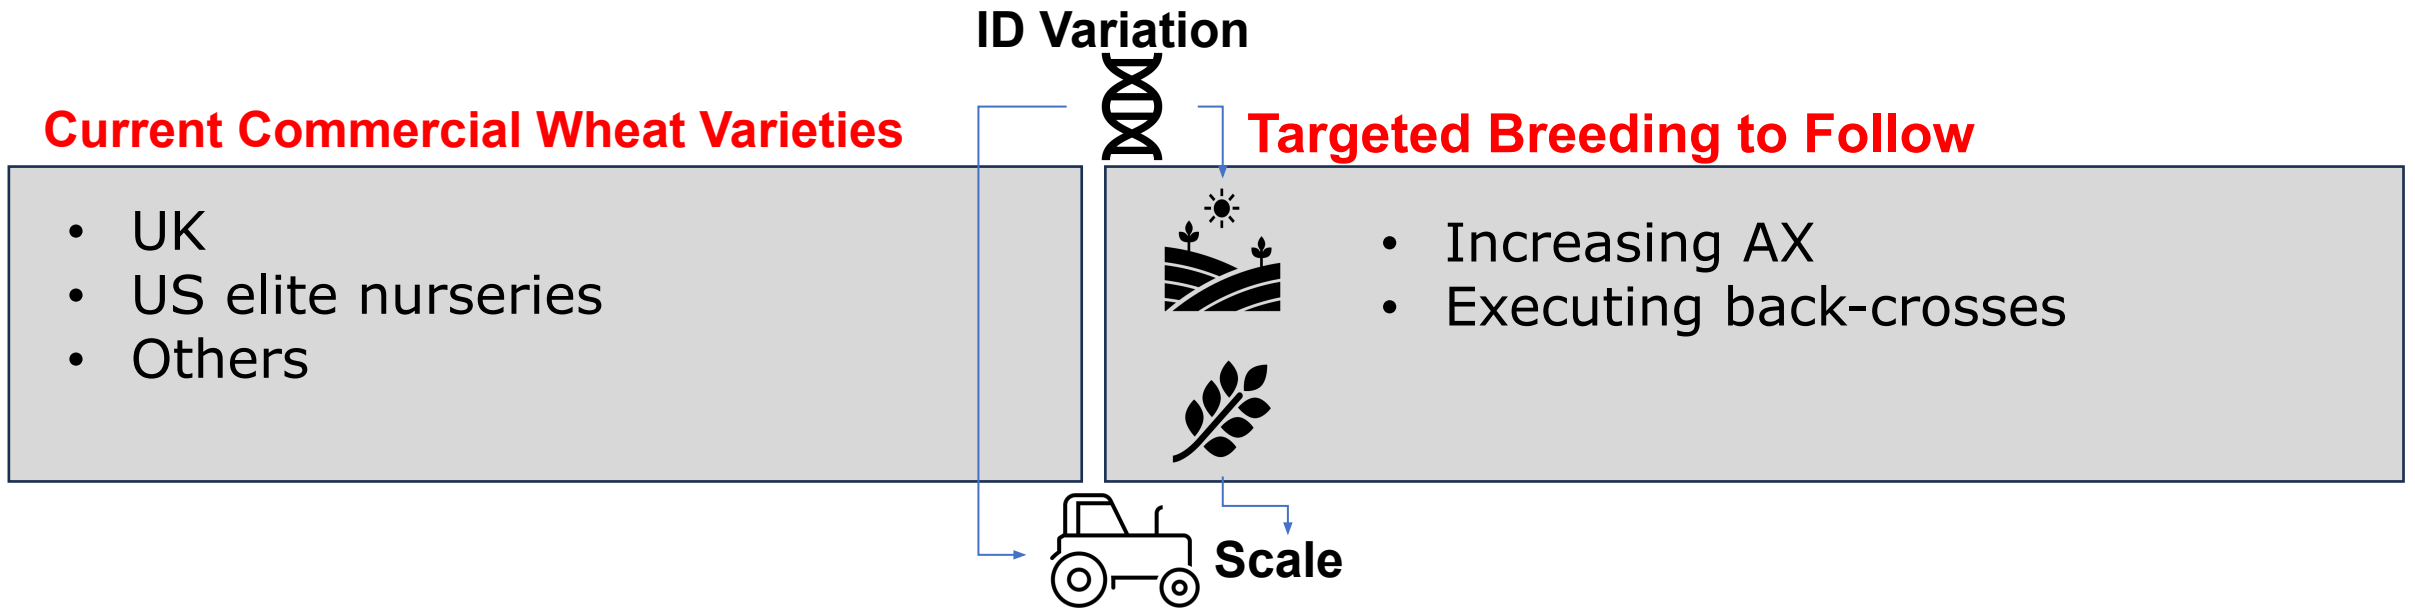 ID Variation
Current Commercial Wheat Varieties
• UK
• US elite nurseries
• Others
Targeted Breeding to Follow
• Increasing AX
• Executing back-crosses
Scale